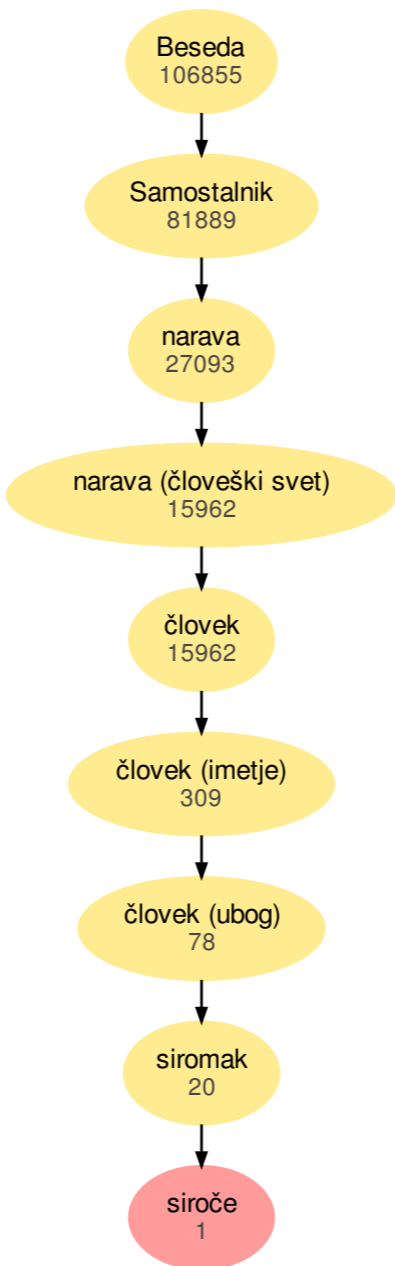 Beseda
106855
Samostalnik
81889
narava
27093
narava (človeški svet)
15962
človek
15962
človek (imetje)
309
človek (ubog)
78
siromak
20
siroče
1